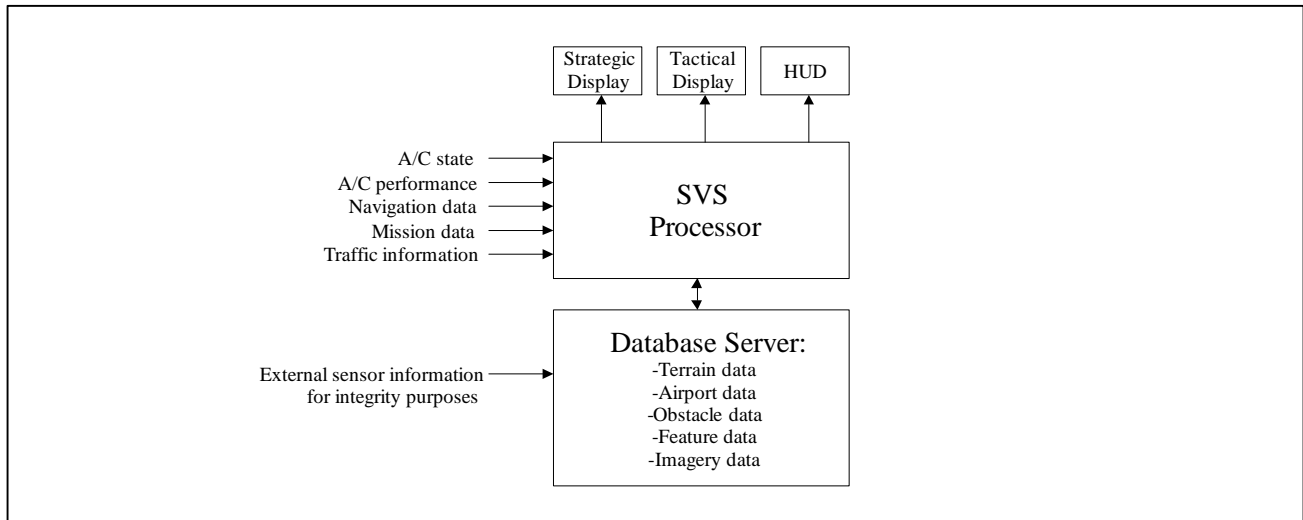 Strategic
Display
Tactical
Display
HUD
A/C state
A/C performance
Navigation data
Mission data
Traffic information
SVS
Processor
External sensor information
for integrity purposes
Database Server:
-Terrain data
-Airport data
-Obstacle data
-Feature data
-Imagery data